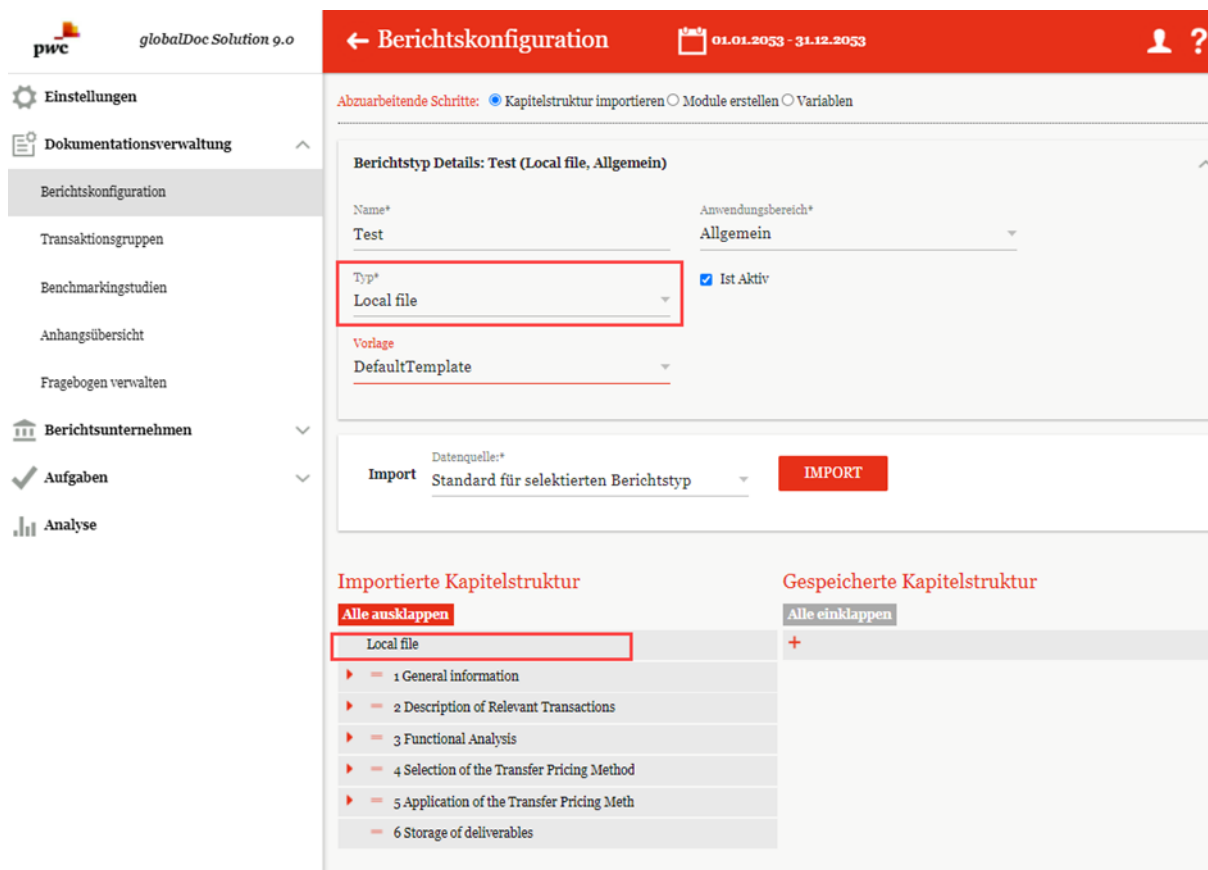 pwc
globalDoc Solution 9.0
Einstellungen
Dokumentationsverwaltung
Berichtskonfiguration
Transaktionsgruppen
Benchmarkingstudien
Anhangsübersicht
Fragebogen verwalten
Berichtsunternehmen
Aufgaben
Analyse
← Berichtskonfiguration 01.01.2053 - 31.12.2053 ?
Abzuarbeitende Schritte: Kapitelstruktur importieren Module erstellen Variablen
Berichtstyp Details: Test (Local file, Allgemein)
Name* Anwendungsbereich*
Test Allgemein
Typ* Ist Aktiv
Local file
Vorlage
DefaultTemplate
Datenquelle:*
Import Standard für selektierten Berichtstyp IMPORT
Importierte Kapitelstruktur
Alle ausklappen
Local file
1 General information
2 Description of Relevant Transactions
3 Functional Analysis
4 Selection of the Transfer Pricing Method
5 Application of the Transfer Pricing Meth
6 Storage of deliverables
Gespeicherte Kapitelstruktur
Alle einklappen
+